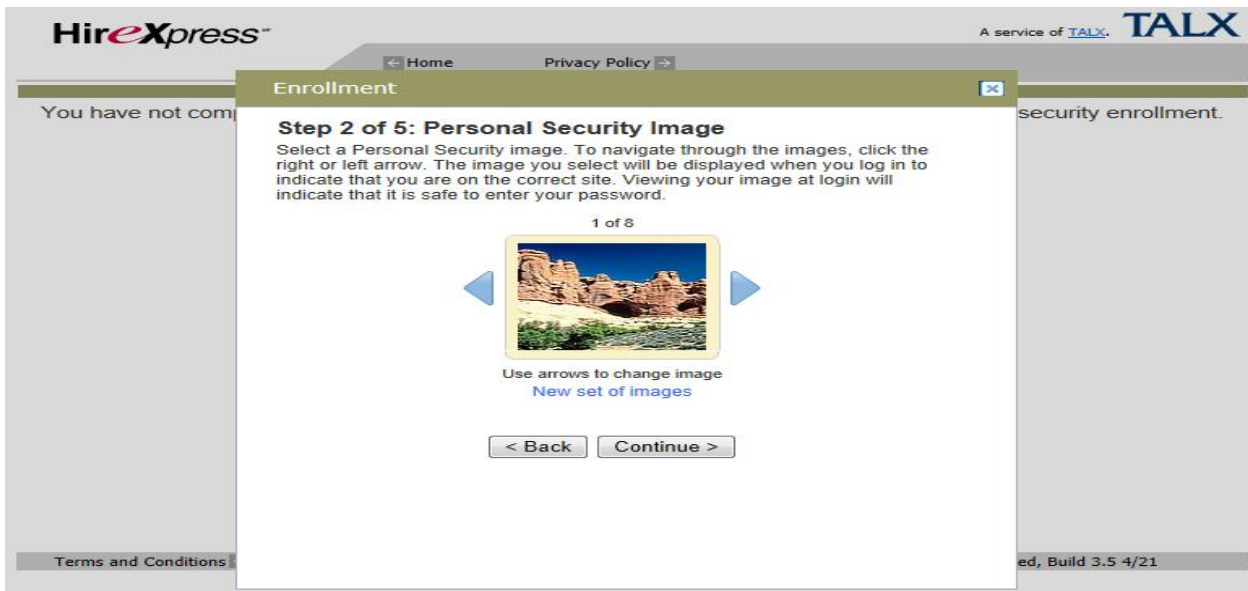 HireXpress℠
A service of TALX. TALX
Home Privacy Policy
Enrollment
You have not com security enrollment.
Step 2 of 5: Personal Security Image
Select a Personal Security image. To navigate through the images, click the
right or left arrow. The image you select will be displayed when you log in to
indicate that you are on the correct site. Viewing your image at login will
indicate that it is safe to enter your password.
1 of 8
Use arrows to change image
New set of images
< Back Continue >
Terms and Conditions ed, Build 3.5 4/21